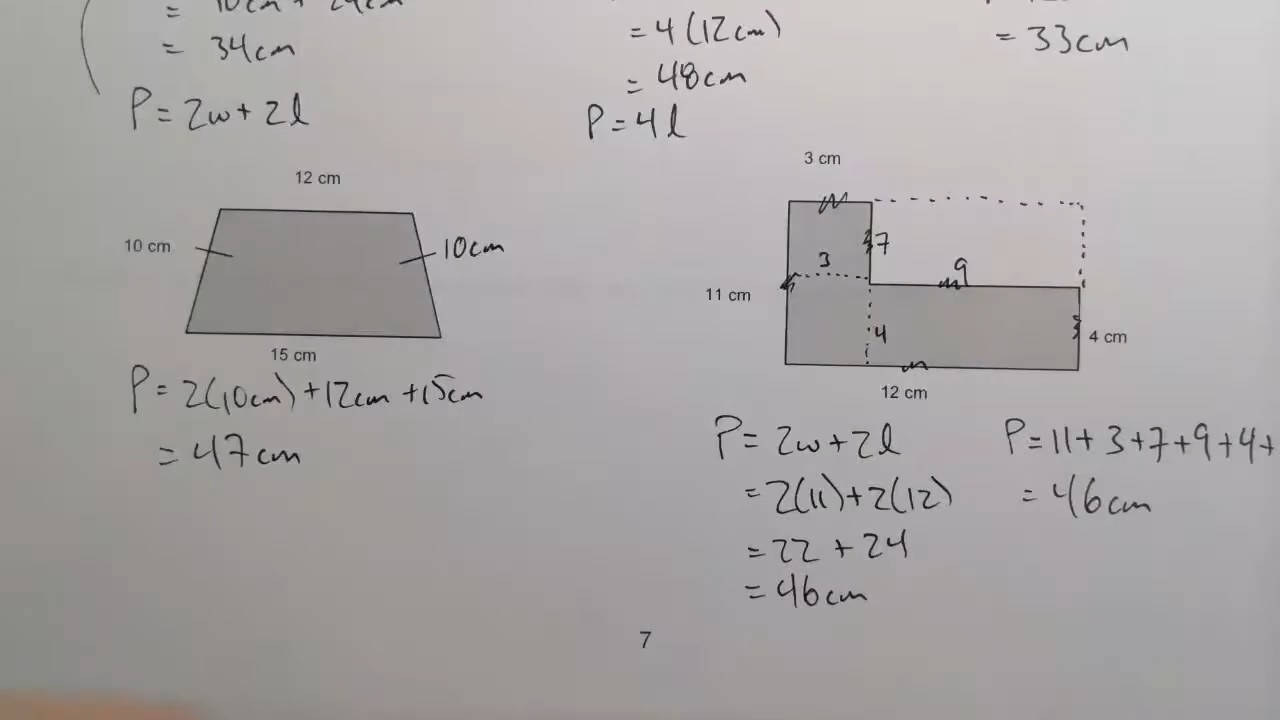 = 10cm + 24cm
= 34cm
P = 2w + 2l
= 4(12cm)
= 48cm
P = 4l
= 33cm
12 cm
10 cm
10cm
15 cm
P = 2(10cm) + 12cm + 15cm
= 47cm
3 cm
7
3
9
11 cm
4
4 cm
12 cm
P = 2w + 2l
= 2(11) + 2(12)
= 22 + 24
= 46cm
P = 11 + 3 + 7 + 9 + 4 +
= 46cm
7